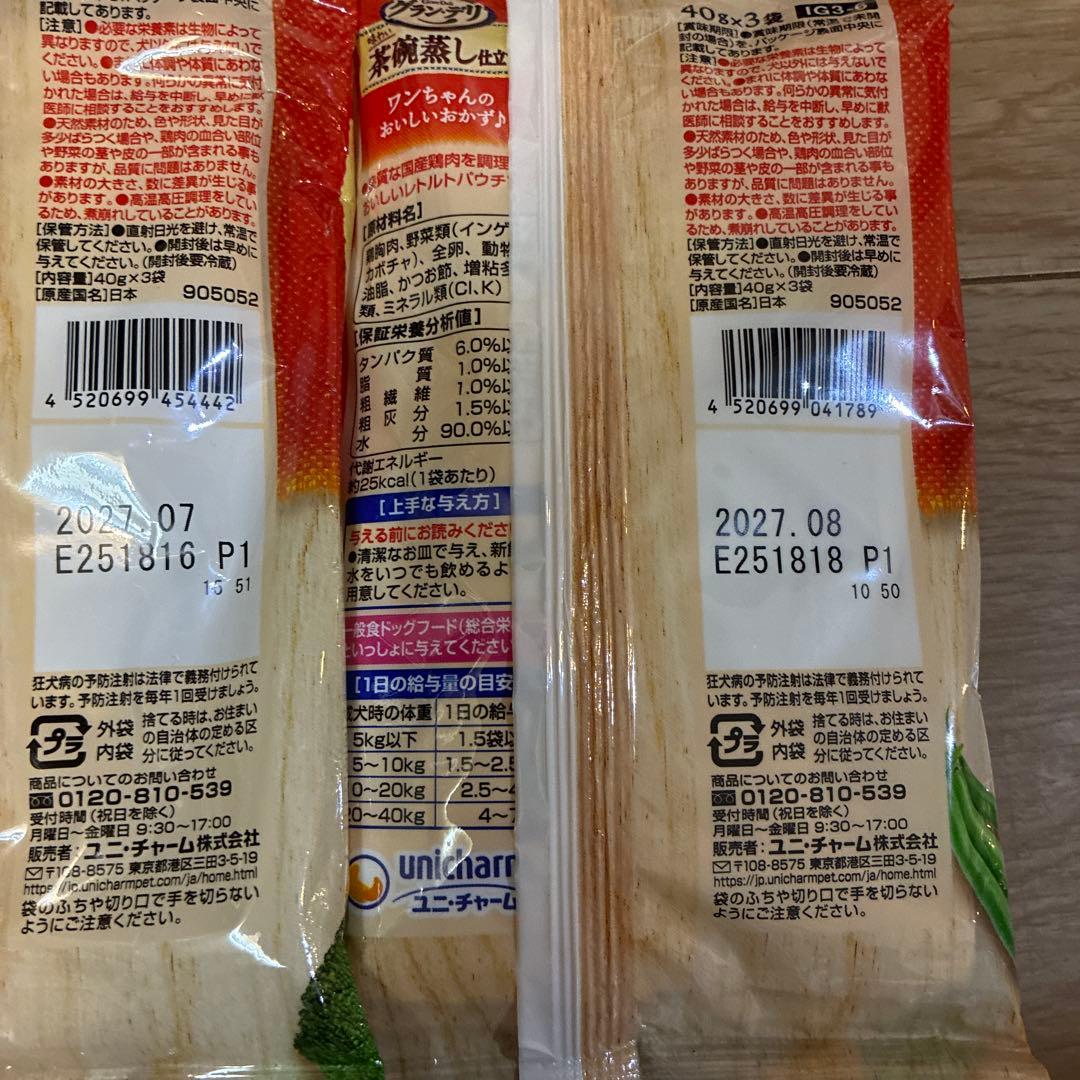 記載してあります。
[注意]●必要な栄養素は生物によって
ください。
い場合もあります。何らかの異常に気付
かれた場合は、給与を中断し、早めに獣
医師に相談することをおすすめします。
●天然素材のため、色や形状、見た目が
多少ばらつく場合や、鶏肉の血合い部位
や野菜の茎や皮の一部が含まれる事も
ありますが、品質に問題はありません。
●素材の大きさ、数に差異が生じる事
があります。●高温高圧調理をしてい
るため、煮崩れしていることがあります。
[保管方法]●直射日光を避け、常温で
保管してください。●開封後は早めに
与えてください。(開封後要冷蔵)
[内容量]40g×3袋
[原産国名]日本 905052
4 520699 454442
2027.07
E251816 P1
15 51
狂犬病の予防注射は法律で義務付けられて
います。予防注射を毎年1回受けましょう。
プラ
外袋
内袋
捨てる時は、お住まい
の自治体の定める区
分に従ってください。
商品についてのお問い合わせ
0120-810-539
受付時間(祝日を除く)
月曜日〜金曜日 9:30〜17:00
販売者:ユニ・チャーム株式会社
〒108-8575 東京都港区三田3-5-19
https://jp.unicharmpet.com/ja/home.html
袋のふちや切り口で手を切らない
ようにご注意ください。
グラン・デリ
味わい
茶碗蒸し仕立
ワンちゃんの
おいしいおかず♪
質な国産鶏肉を調理
おいしいレトルトパウチ
[原材料名]
鶏胸肉、野菜類(インゲ
カボチャ)、全卵、動物
油脂、かつお節、増粘多
類、ミネラル類(Cl、K)
[保証栄養分析値]
タンパク質 6.0%以
脂質 1.0%以
粗繊維 1.0%以
粗灰分 1.5%以
水分 90.0%以
代謝エネルギー
約25kcal(1袋あたり)
[上手な与え方]
与える前にお読みくださ
●清潔なお皿で与え、新鮮
水をいつでも飲めるよ
用意してください。
一般食ドッグフード(総合栄
といっしょに与えてください
[1日の給与量の目安
成犬時の体重 1日の給与
5kg以下 1.5袋以
5〜10kg 1.5〜2.5
0〜20kg 2.5〜4
20〜40kg 4〜7
unicharm
ユニ・チャーム
40g×3袋 IG3-6
[賞味期限]●賞味期限(常温で未開
封の場合)を、パッケージ裏面中央に
記載してあります。
[注意]●必要な栄養素は生物によって
異なりますので、犬以外には与えないで
ください。●まれに体調や体質にあわな
い場合もあります。何らかの異常に気付
かれた場合は、給与を中断し、早めに獣
医師に相談することをおすすめします。
●天然素材のため、色や形状、見た目が
多少ばらつく場合や、鶏肉の血合い部位
や野菜の茎や皮の一部が含まれる事も
ありますが、品質に問題はありません。
●素材の大きさ、数に差異が生じる事
があります。●高温高圧調理をしてい
るため、煮崩れしていることがあります。
[保管方法]●直射日光を避け、常温で
保管してください。●開封後は早めに
与えてください。(開封後要冷蔵)
[内容量]40g×3袋
[原産国名]日本 905052
4 520699 041789
2027.08
E251818 P1
10 50
狂犬病の予防注射は法律で義務付けられて
います。予防注射を毎年1回受けましょう。
プラ
外袋
内袋
捨てる時は、お住まい
の自治体の定める区
分に従ってください。
商品についてのお問い合わせ
0120-810-539
受付時間(祝日を除く)
月曜日〜金曜日 9:30〜17:00
販売者:ユニ・チャーム株式会社
〒108-8575 東京都港区三田3-5-19
https://jp.unicharmpet.com/ja/home.html
袋のふちや切り口で手を切らない
ようにご注意ください。